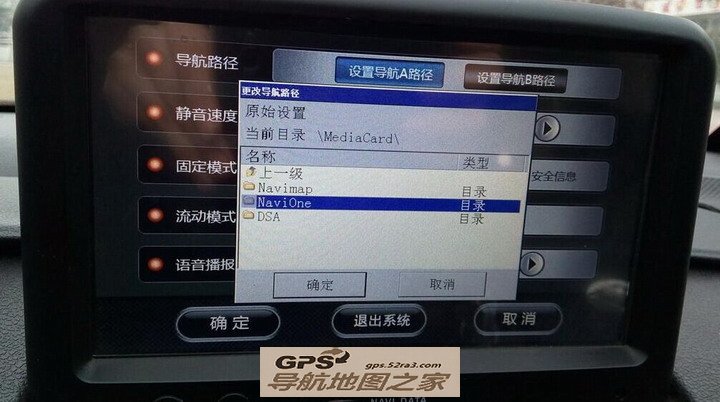 导航路径
设置导航A路径
设置导航B路径
更改导航路径
原始设置
当前目录 \MediaCard\
名称 类型
上一级
Navimap 目录
NaviOne 目录
DSA 目录
确定 取消
静音速度
固定模式
安全信息
流动模式
语音播报
确定 退出系统 取消
GPS gps.52ra3.com
导航地图之家
NAVI DATA